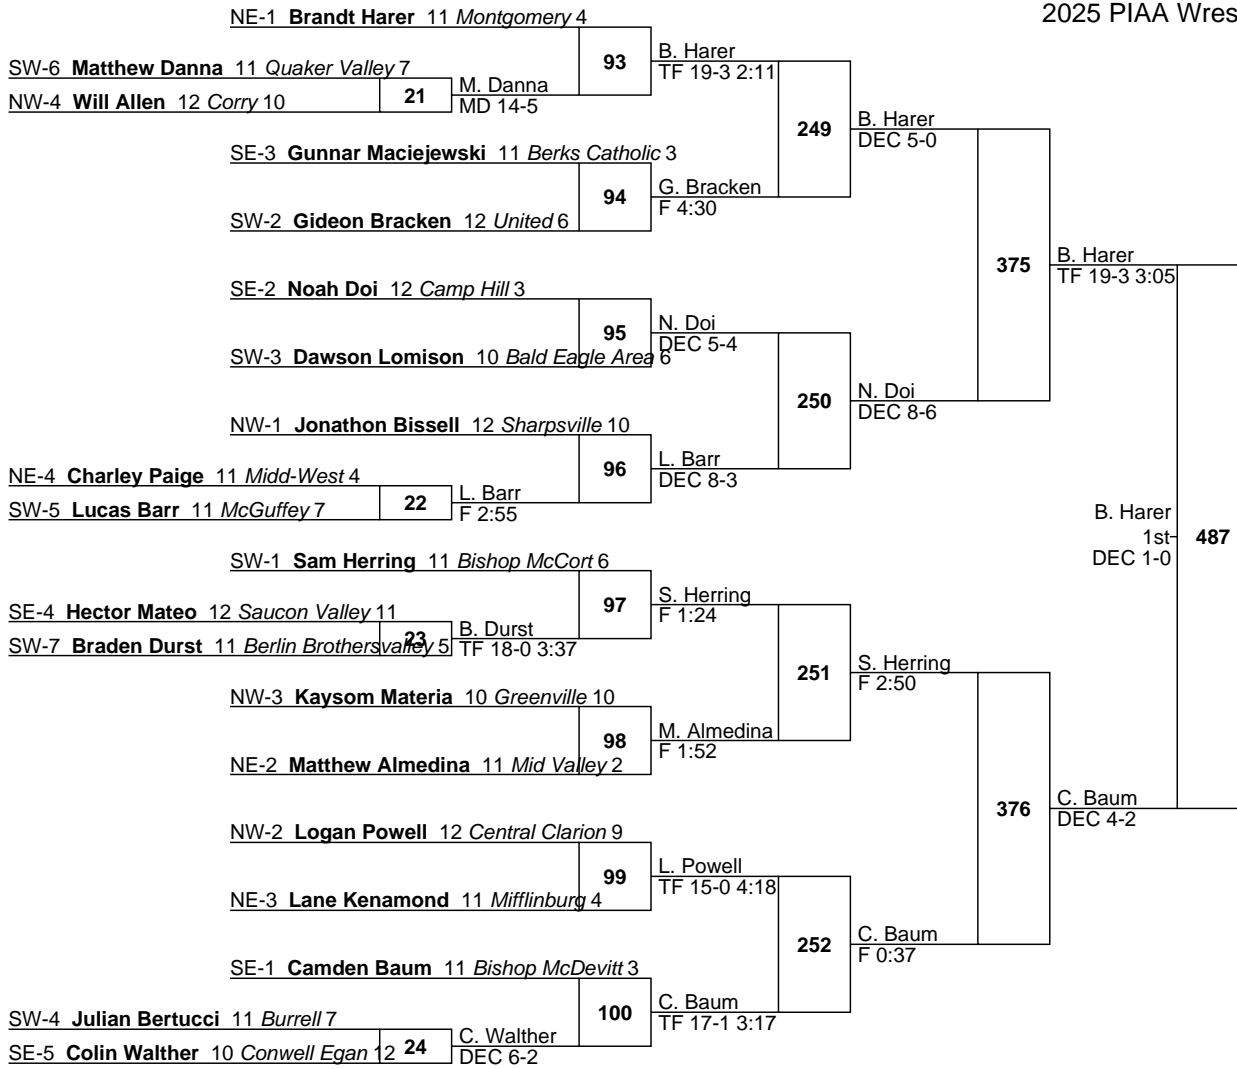 2025 PIAA Wres
NE-1 Brandt Harer 11 Montgomery 4
SW-6 Matthew Danna 11 Quaker Valley 7
NW-4 Will Allen 12 Corry 10
21
M. Danna
MD 14-5
93
B. Harer
TF 19-3 2:11
SE-3 Gunnar Maciejewski 11 Berks Catholic 3
SW-2 Gideon Bracken 12 United 6
94
G. Bracken
F 4:30
249
B. Harer
DEC 5-0
SE-2 Noah Doi 12 Camp Hill 3
SW-3 Dawson Lomison 10 Bald Eagle Area 6
95
N. Doi
DEC 5-4
NW-1 Jonathon Bissell 12 Sharpsville 10
NE-4 Charley Paige 11 Midd-West 4
SW-5 Lucas Barr 11 McGuffey 7
22
L. Barr
F 2:55
96
L. Barr
DEC 8-3
250
N. Doi
DEC 8-6
375
B. Harer
TF 19-3 3:05
SW-1 Sam Herring 11 Bishop McCort 6
SE-4 Hector Mateo 12 Saucon Valley 11
SW-7 Braden Durst 11 Berlin Brothersvalley 5
23
B. Durst
TF 18-0 3:37
97
S. Herring
F 1:24
NW-3 Kaysom Materia 10 Greenville 10
NE-2 Matthew Almedina 11 Mid Valley 2
98
M. Almedina
F 1:52
251
S. Herring
F 2:50
NW-2 Logan Powell 12 Central Clarion 9
NE-3 Lane Kenamond 11 Mifflinburg 4
99
L. Powell
TF 15-0 4:18
SE-1 Camden Baum 11 Bishop McDevitt 3
SW-4 Julian Bertucci 11 Burrell 7
SE-5 Colin Walther 10 Conwell Egan 12
24
C. Walther
DEC 6-2
100
C. Baum
TF 17-1 3:17
252
C. Baum
F 0:37
376
C. Baum
DEC 4-2
B. Harer
1st
DEC 1-0
487